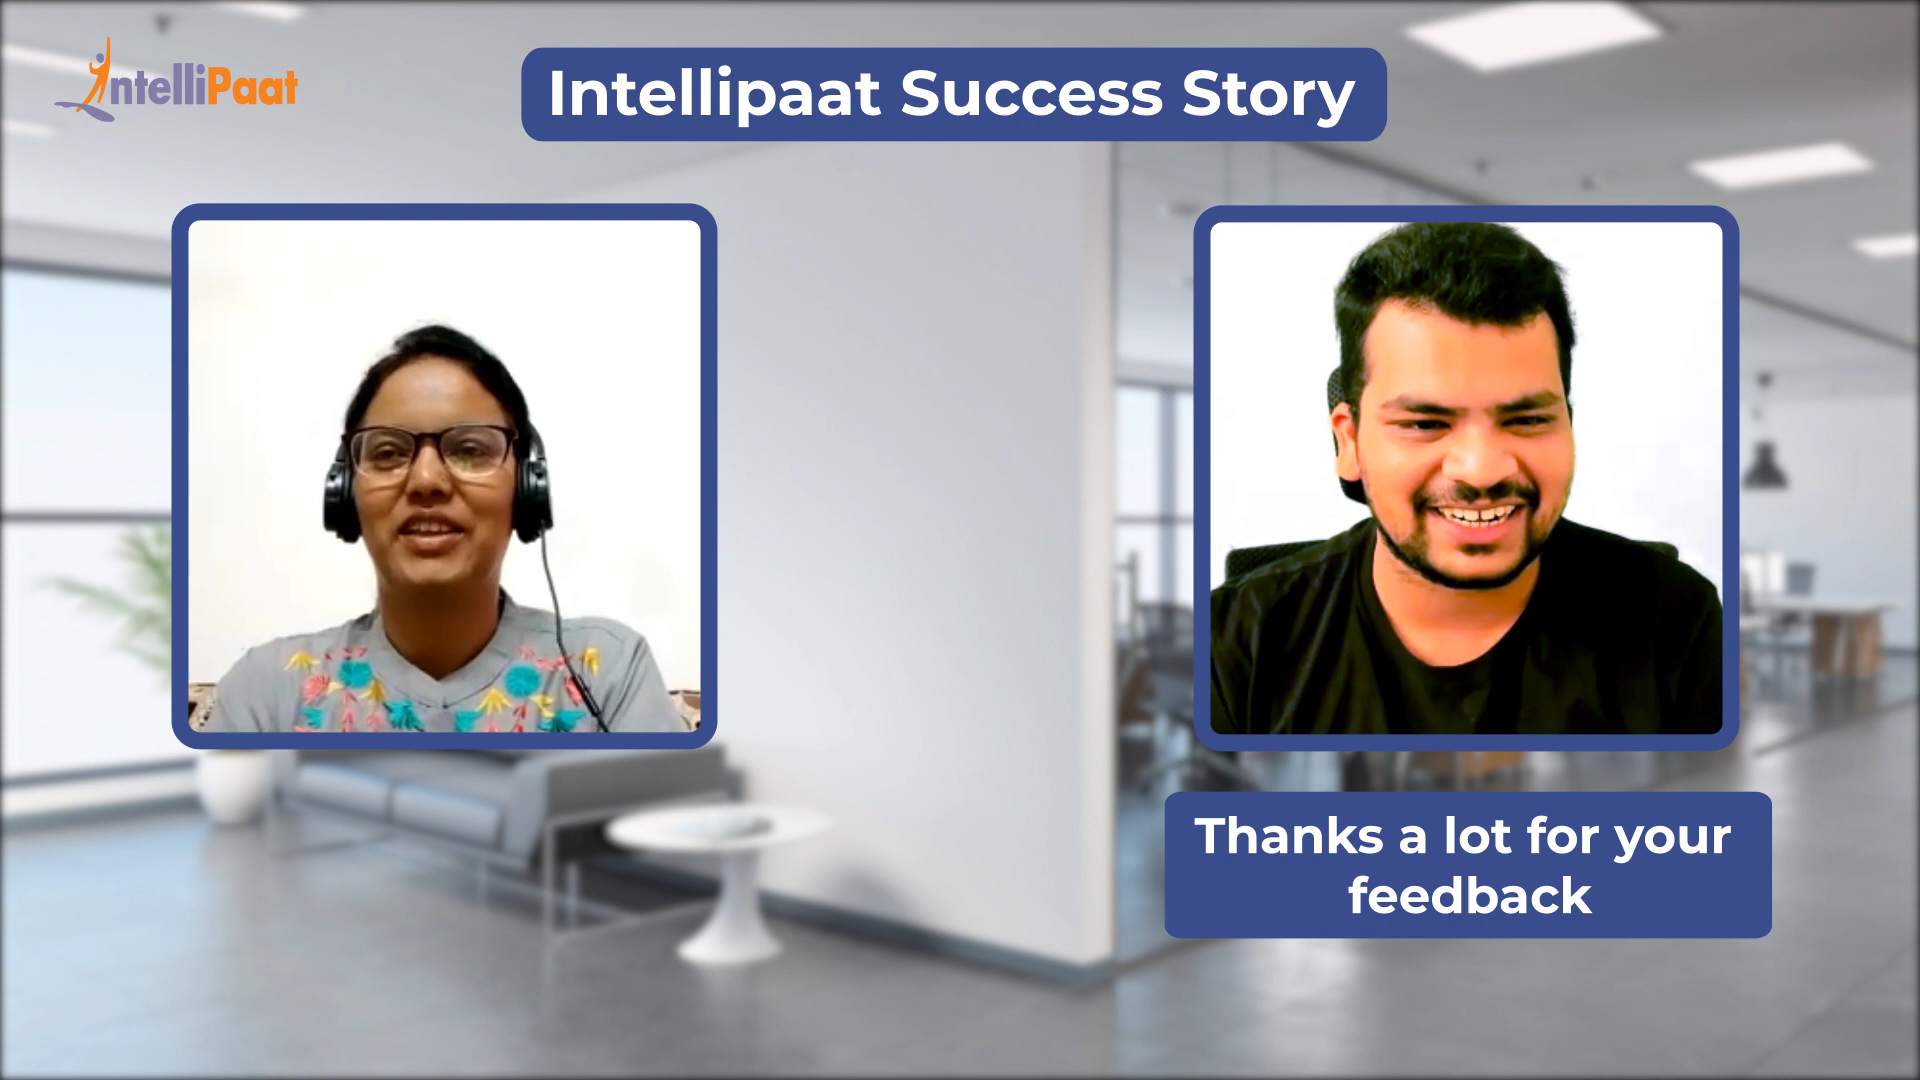 IntelliPaat
Intellipaat Success Story
Thanks a lot for your
feedback